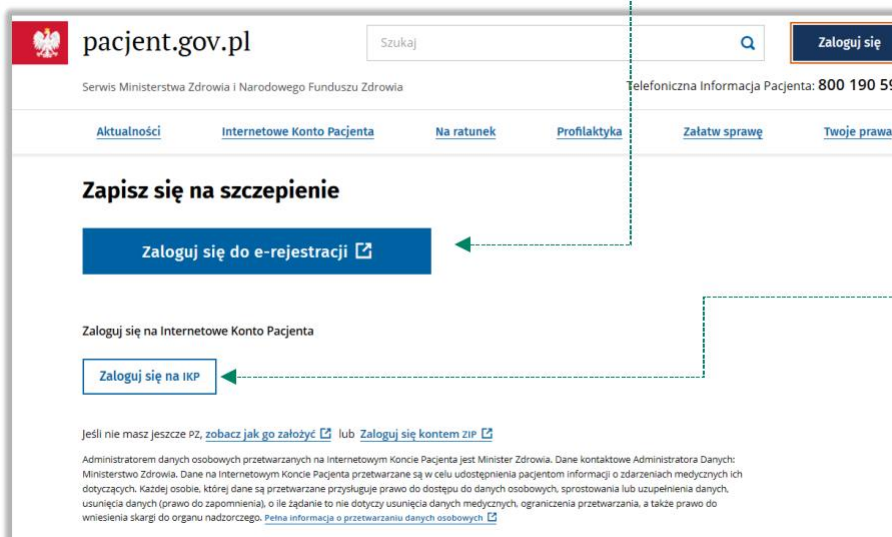 pacjent.gov.pl
Szukaj
Zaloguj się
Serwis Ministerstwa Zdrowia i Narodowego Funduszu Zdrowia
Telefoniczna Informacja Pacjenta: 800 190 59
Aktualności
Internetowe Konto Pacjenta
Na ratunek
Profilaktyka
Załatw sprawę
Twoje prawa
Zapisz się na szczepienie
Zaloguj się do e-rejestracji
Zaloguj się na Internetowe Konto Pacjenta
Zaloguj się na IKP
Jeśli nie masz jeszcze PZ, zobacz jak go założyć lub Zaloguj się kontem ZIP
Administratorem danych osobowych przetwarzanych na Internetowym Koncie Pacjenta jest Minister Zdrowia. Dane kontaktowe Administratora Danych:
Ministerstwo Zdrowia. Dane na Internetowym Koncie Pacjenta przetwarzane są w celu udostępnienia pacjentom informacji o zdarzeniach medycznych ich
dotyczących. Każdej osobie, której dane są przetwarzane przysługuje prawo do dostępu do danych osobowych, sprostowania lub uzupełnienia danych,
usunięcia danych (prawo do zapomnienia), o ile żądanie to nie dotyczy usunięcia danych medycznych, ograniczenia przetwarzania, a także prawo do
wniesienia skargi do organu nadzorczego. Pełna informacja o przetwarzaniu danych osobowych